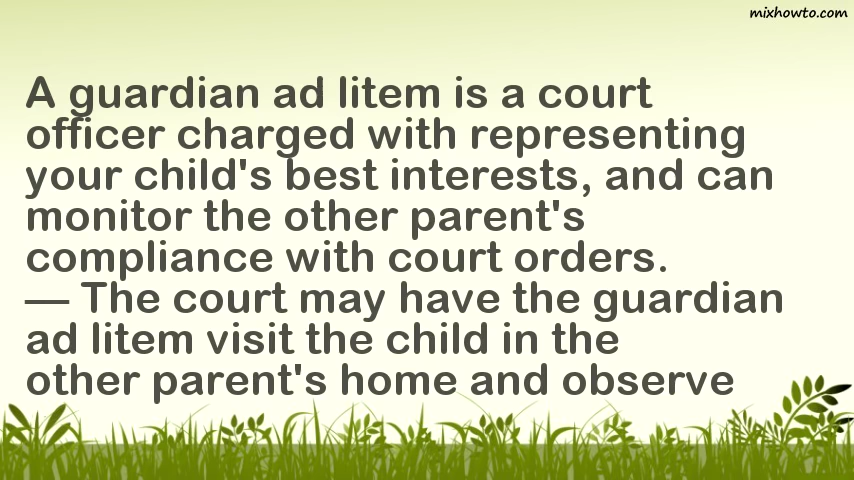 mixhowto.com
A guardian ad litem is a court
officer charged with representing
your child's best interests, and can
monitor the other parent's
compliance with court orders.
— The court may have the guardian
ad litem visit the child in the
other parent's home and observe